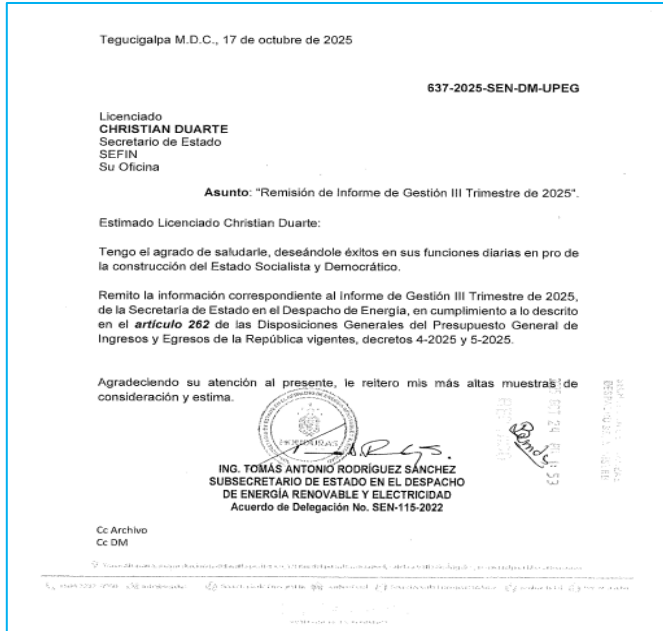 Tegucigalpa M.D.C., 17 de octubre de 2025
637-2025-SEN-DM-UPEG
Licenciado
CHRISTIAN DUARTE
Secretario de Estado
SEFIN
Su Oficina
Asunto: "Remisión de Informe de Gestión III Trimestre de 2025".
Estimado Licenciado Christian Duarte:
Tengo el agrado de saludarle, deseándole éxitos en sus funciones diarias en pro de
la construcción del Estado Socialista y Democrático.
Remito la información correspondiente al Informe de Gestión III Trimestre de 2025,
de la Secretaría de Estado en el Despacho de Energía, en cumplimiento a lo descrito
en el artículo 262 de las Disposiciones Generales del Presupuesto General de
Ingresos y Egresos de la República vigentes, decretos 4-2025 y 5-2025.
Agradeciendo su atención al presente, le reitero mis más altas muestras de
consideración y estima.
HONDURAS
ING. TOMÁS ANTONIO RODRÍGUEZ SÁNCHEZ
SUBSECRETARIO DE ESTADO EN EL DESPACHO
DE ENERGÍA RENOVABLE Y ELECTRICIDAD
Acuerdo de Delegación No. SEN-115-2022
Cc Archivo
Cc DM